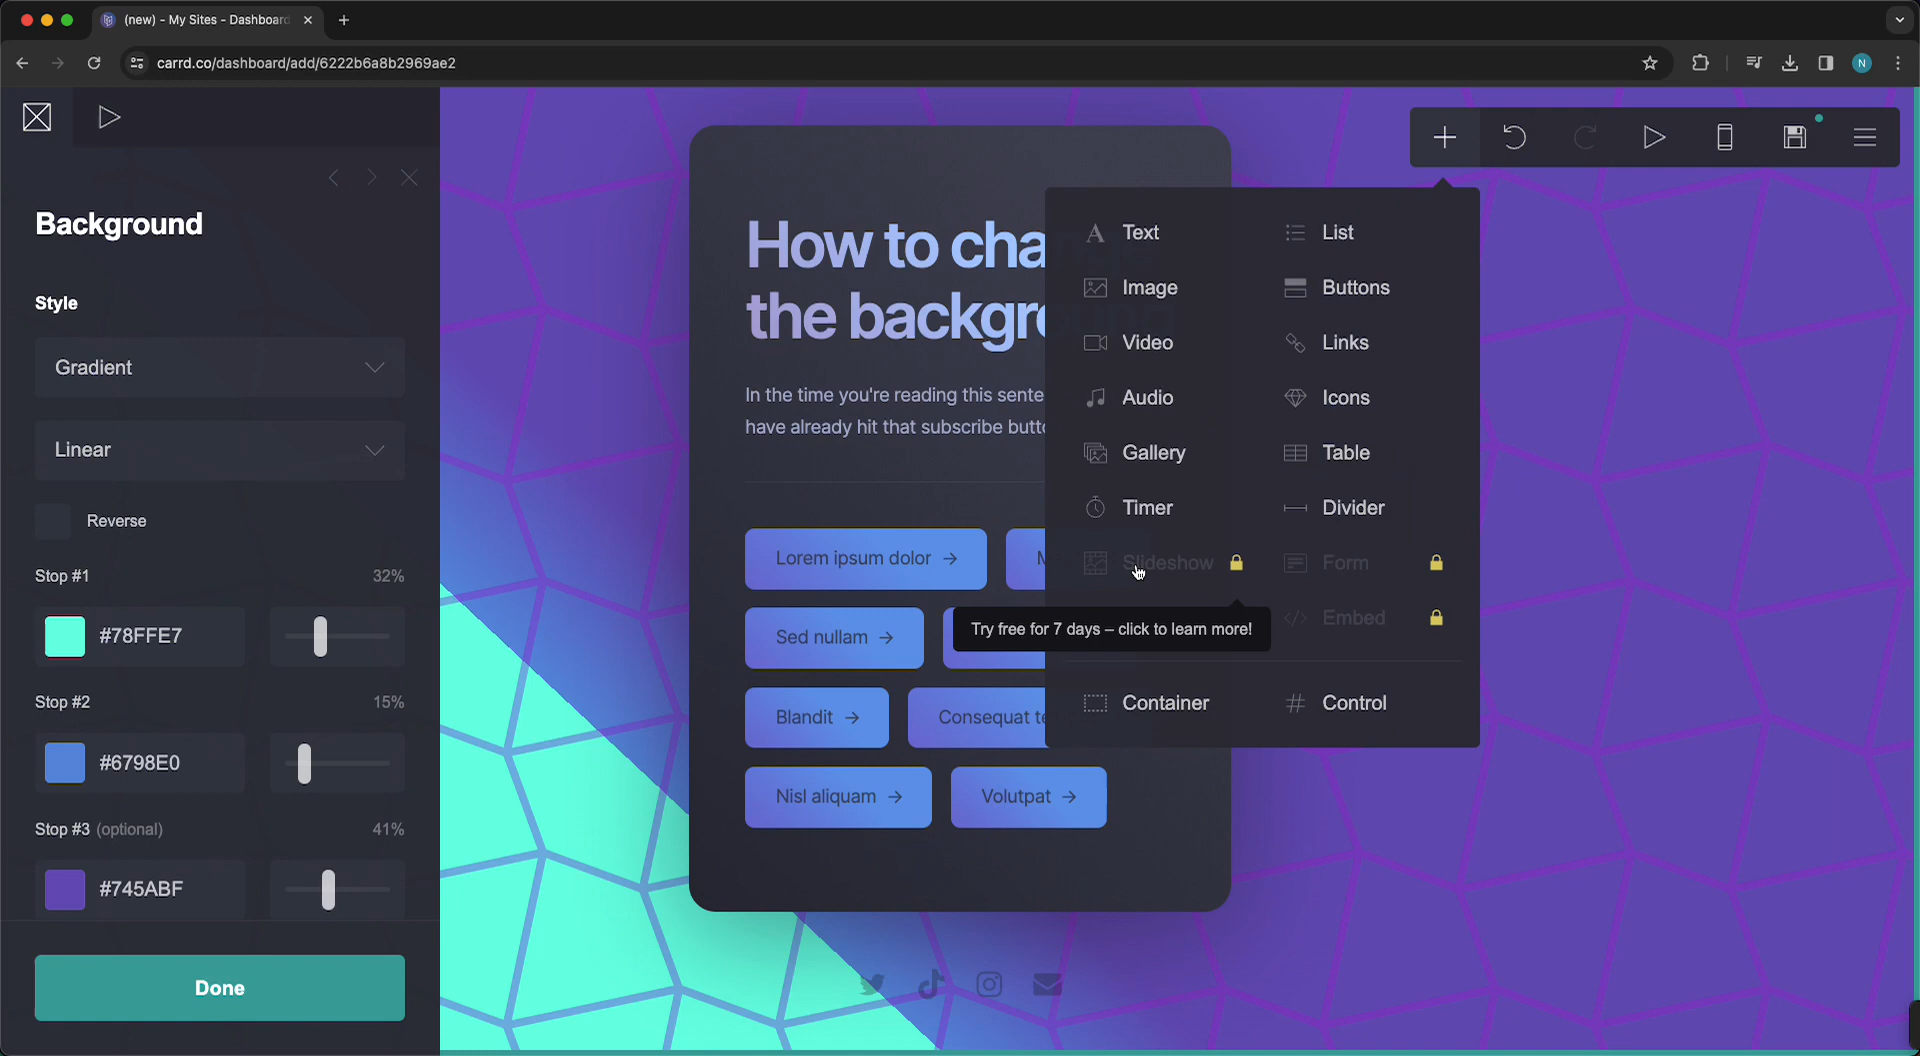 (new) - My Sites - Dashboard
carrd.co/dashboard/add/6222b6a8b2969ae2
N
Background
Style
Gradient
Linear
Reverse
Stop #1 32%
#78FFE7
Stop #2 15%
#6798E0
Stop #3 (optional) 41%
#745ABF
Done
How to cha
the backgro
In the time you're reading this sente
have already hit that subscribe butto
Lorem ipsum dolor →
Sed nullam →
Blandit →
Consequat te
Nisl aliquam →
Volutpat →
Text
List
Image
Buttons
Video
Links
Audio
Icons
Gallery
Table
Timer
Divider
Slideshow
Form
Embed
Try free for 7 days – click to learn more!
Container
Control